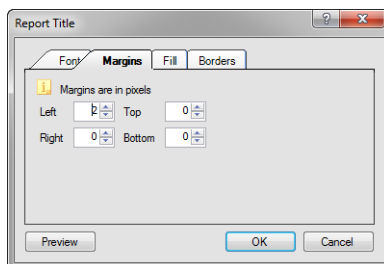 Report Title
Font Margins Fill Borders
Margins are in pixels
Left 2 Top 0
Right 0 Bottom 0
Preview OK Cancel